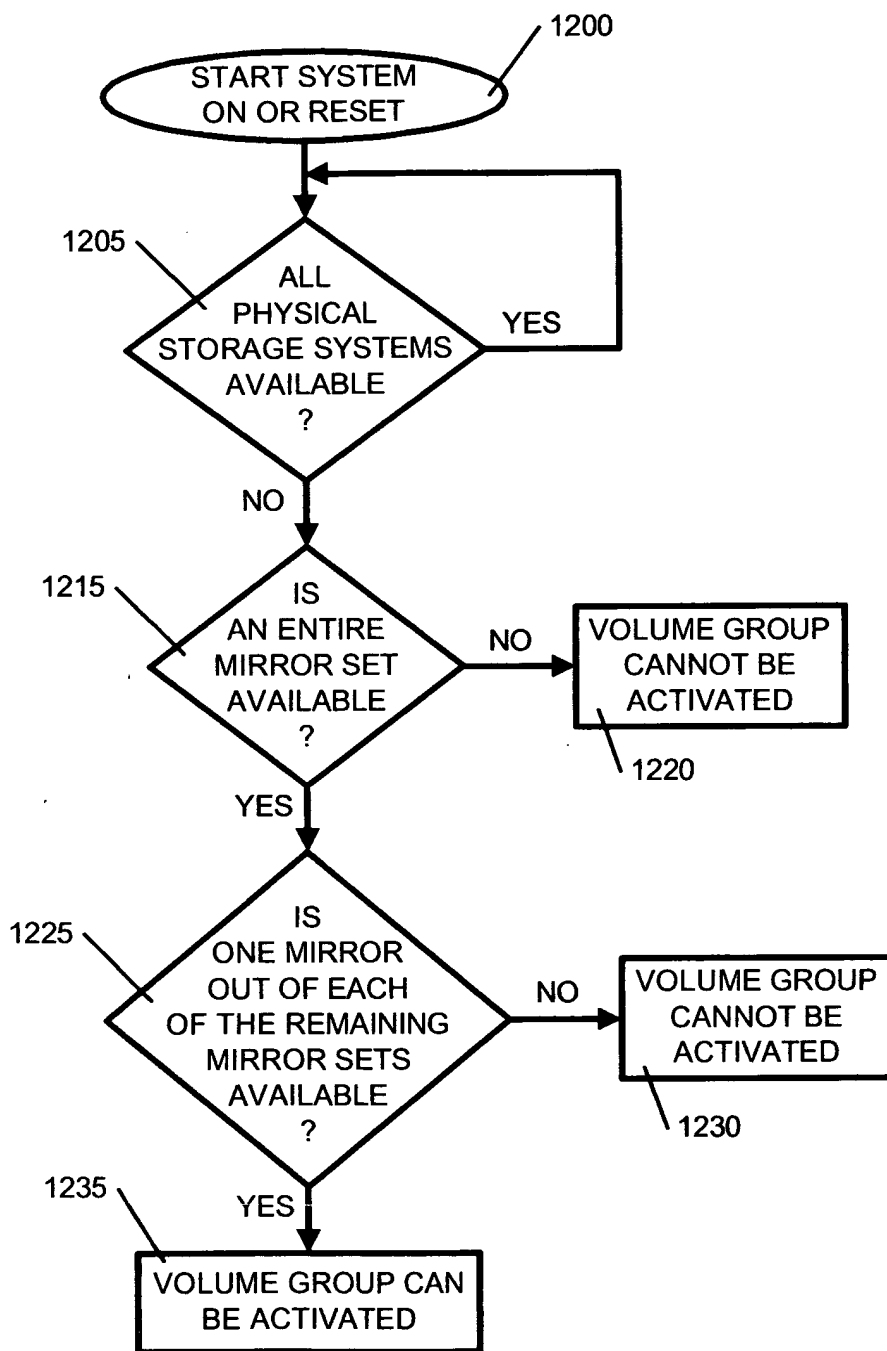 1200
START SYSTEM
ON OR RESET
1205
ALL
PHYSICAL
STORAGE SYSTEMS
AVAILABLE
?
YES
NO
1215
IS
AN ENTIRE
MIRROR SET
AVAILABLE
?
NO
VOLUME GROUP
CANNOT BE
ACTIVATED
1220
YES
1225
IS
ONE MIRROR
OUT OF EACH
OF THE REMAINING
MIRROR SETS
AVAILABLE
?
NO
VOLUME GROUP
CANNOT BE
ACTIVATED
1230
YES
1235
VOLUME GROUP CAN
BE ACTIVATED